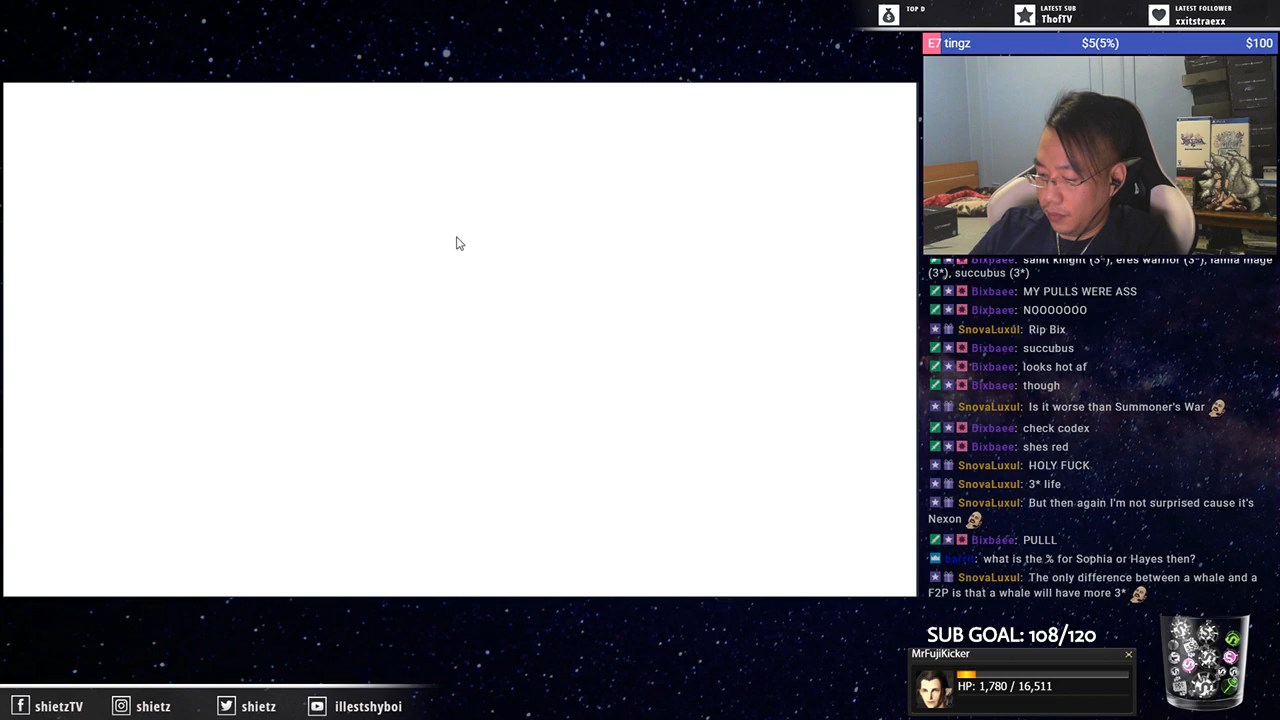 TOP D
LATEST SUB
ThofTV
LATEST FOLLOWER
xxitstraexx
E7 tingz
$5(5%)
$100
(3*), succubus (3*)
Bixbaee: MY PULLS WERE ASS
Bixbaee: NOOOOOOO
SnovaLuxul: Rip Bix
Bixbaee: succubus
Bixbaee: looks hot af
Bixbaee: though
SnovaLuxul: Is it worse than Summoner's War
Bixbaee: check codex
Bixbaee: shes red
SnovaLuxul: HOLY FUCK
SnovaLuxul: 3* life
SnovaLuxul: But then again I'm not surprised cause it's
Nexon
Bixbaee: PULLL
what is the % for Sophia or Hayes then?
SnovaLuxul: The only difference between a whale and a
F2P is that a whale will have more 3*
SUB GOAL: 108/120
MrFujiKicker
HP: 1,780 / 16,511
shietzTV
shietz
shietz
illestshyboi